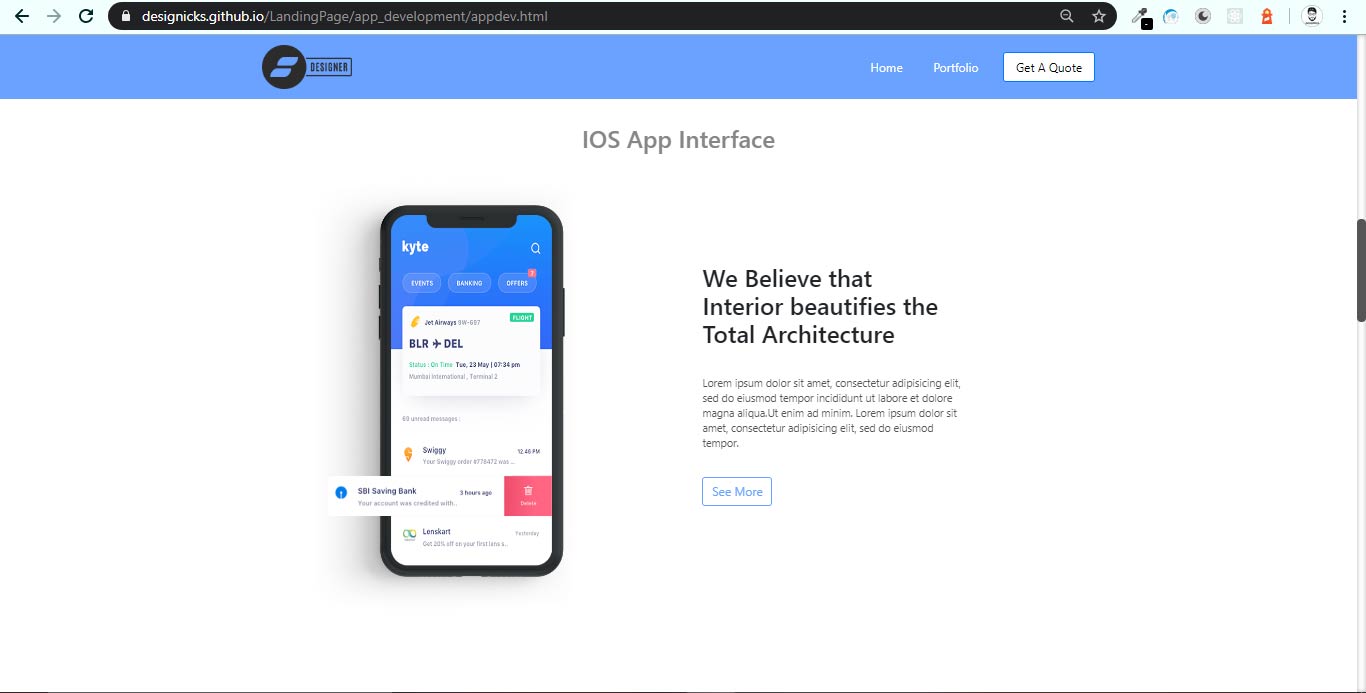 designicks.github.io/LandingPage/app_development/appdev.html
DESIGNER
Home
Portfolio
Get A Quote
IOS App Interface
kyte
EVENTS
BANKING
OFFERS
2
Jet Airways 9W-697
FLIGHT
BLR ✈ DEL
Status : On Time Tue, 23 May | 07:34 pm
Mumbai International , Terminal 2
69 unread messages :
Swiggy
12.46 PM
Your Swiggy order #778472 was ...
SBI Saving Bank
3 hours ago
Your account was credited with..
Delete
Lenskart
Yesterday
Get 20% off on your first lens s..
We Believe that
Interior beautifies the
Total Architecture
Lorem ipsum dolor sit amet, consectetur adipisicing elit,
sed do eiusmod tempor incididunt ut labore et dolore
magna aliqua.Ut enim ad minim. Lorem ipsum dolor sit
amet, consectetur adipisicing elit, sed do eiusmod
tempor.
See More